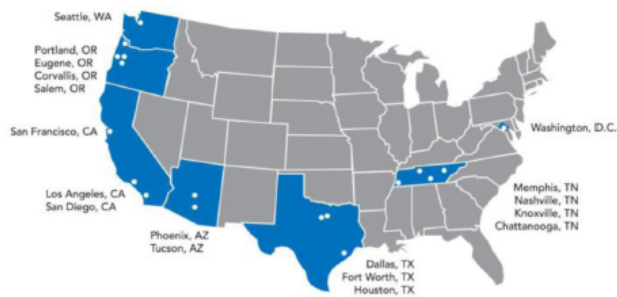 Seattle, WA
Portland, OR
Eugene, OR
Corvallis, OR
Salem, OR
San Francisco, CA
Washington, D.C.
Los Angeles, CA
San Diego, CA
Memphis, TN
Nashville, TN
Knoxville, TN
Chattanooga, TN
Phoenix, AZ
Tucson, AZ
Dallas, TX
Fort Worth, TX
Houston, TX